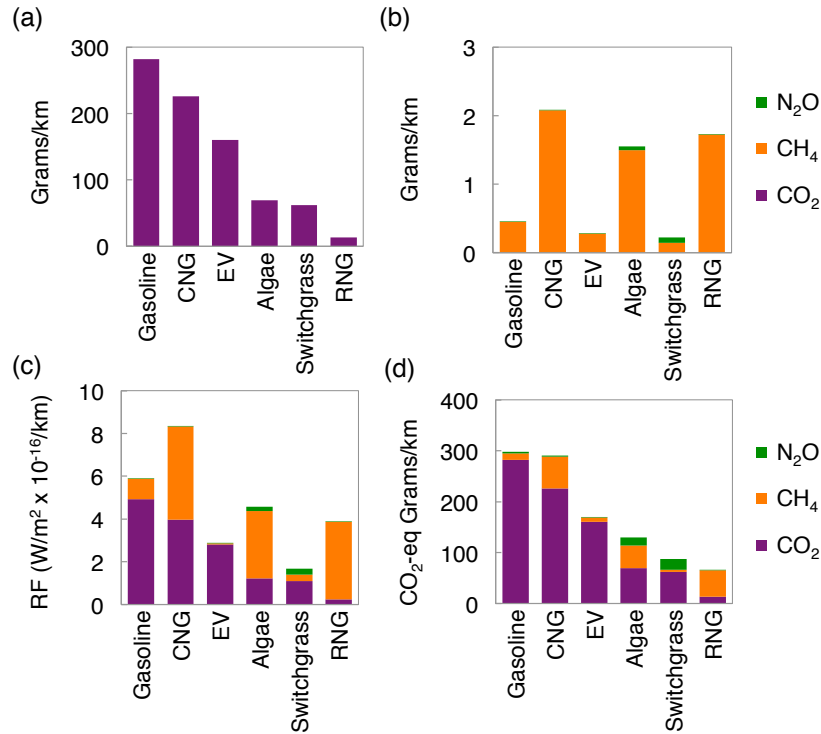 (a)
300
200
100
0
Grams/km
Gasoline
CNG
EV
Algae
Switchgrass
RNG
(b)
3
2
1
0
Grams/km
Gasoline
CNG
EV
Algae
Switchgrass
RNG
N₂O
CH₄
CO₂
(c)
10
8
6
4
2
0
RF (W/m² x 10⁻¹⁶/km)
Gasoline
CNG
EV
Algae
Switchgrass
RNG
(d)
400
300
200
100
0
CO₂-eq Grams/km
Gasoline
CNG
EV
Algae
Switchgrass
RNG
N₂O
CH₄
CO₂